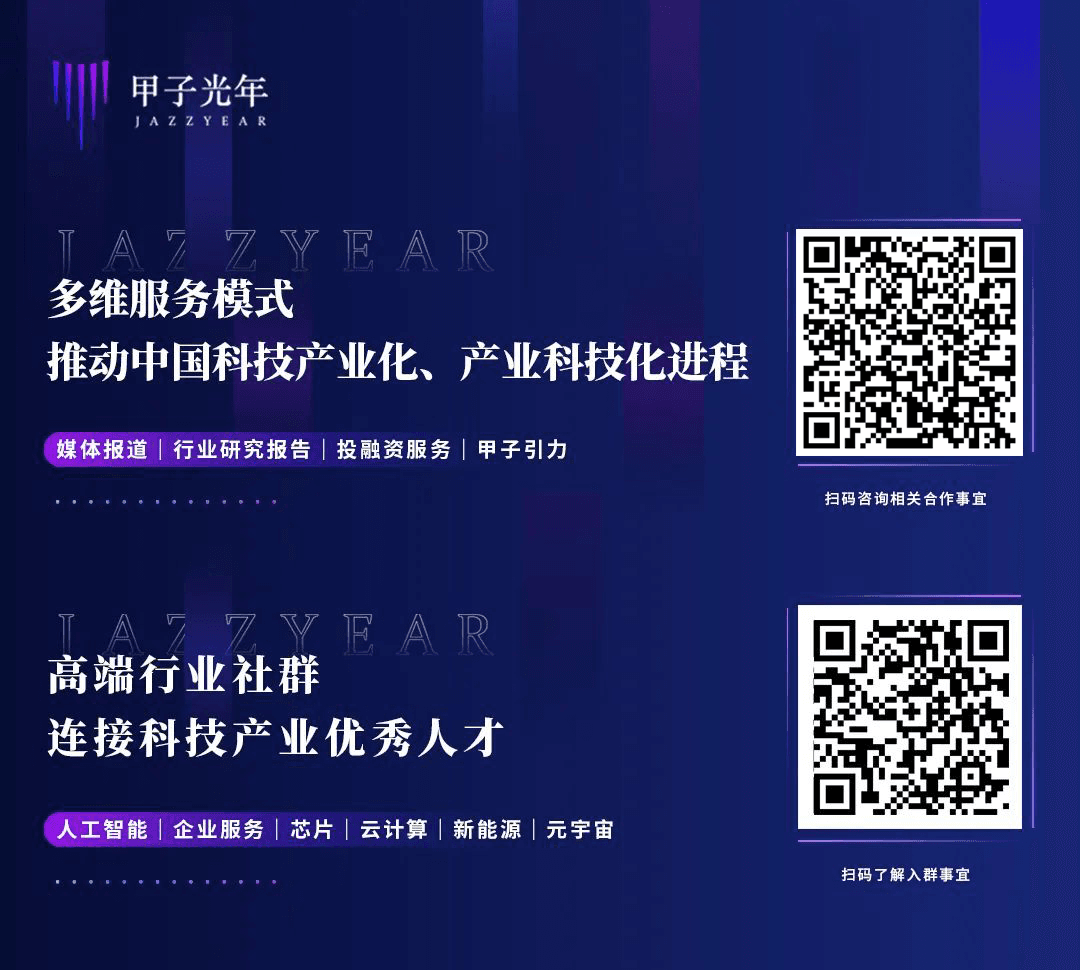 甲子光年
JAZZYEAR
JAZZYEAR
多维服务模式
推动中国科技产业化、产业科技化进程
媒体报道｜行业研究报告｜投融资服务｜甲子引力
扫码咨询相关合作事宜
JAZZYEAR
高端行业社群
连接科技产业优秀人才
人工智能｜企业服务｜芯片｜云计算｜新能源｜元宇宙
扫码了解入群事宜